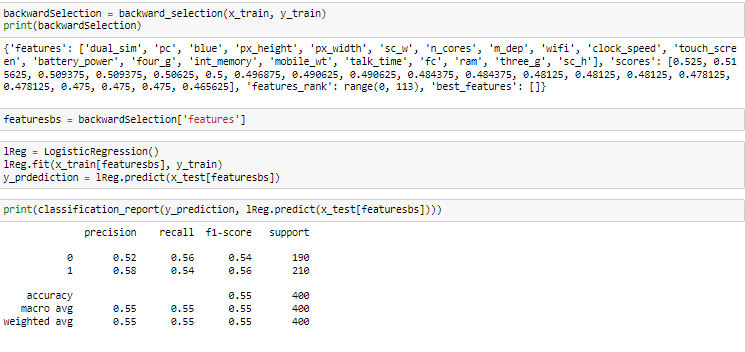 backwardSelection = backward_selection(x_train, y_train)
print(backwardSelection)
{'features': ['dual_sim', 'pc', 'blue', 'px_height', 'px_width', 'sc_w', 'n_cores', 'm_dep', 'wifi', 'clock_speed', 'touch_scre
en', 'battery_power', 'four_g', 'int_memory', 'mobile_wt', 'talk_time', 'fc', 'ram', 'three_g', 'sc_h'], 'scores': [0.525, 0.51
5625, 0.509375, 0.509375, 0.50625, 0.5, 0.496875, 0.490625, 0.490625, 0.484375, 0.484375, 0.48125, 0.48125, 0.48125, 0.478125,
0.478125, 0.475, 0.475, 0.475, 0.465625], 'features_rank': range(0, 113), 'best_features': []}
featuresbs = backwardSelection['features']
lReg = LogisticRegression()
lReg.fit(x_train[featuresbs], y_train)
y_prdediction = lReg.predict(x_test[featuresbs])
print(classification_report(y_prediction, lReg.predict(x_test[featuresbs])))
precision recall f1-score support
0 0.52 0.56 0.54 190
1 0.58 0.54 0.56 210
accuracy 0.55 400
macro avg 0.55 0.55 0.55 400
weighted avg 0.55 0.55 0.55 400